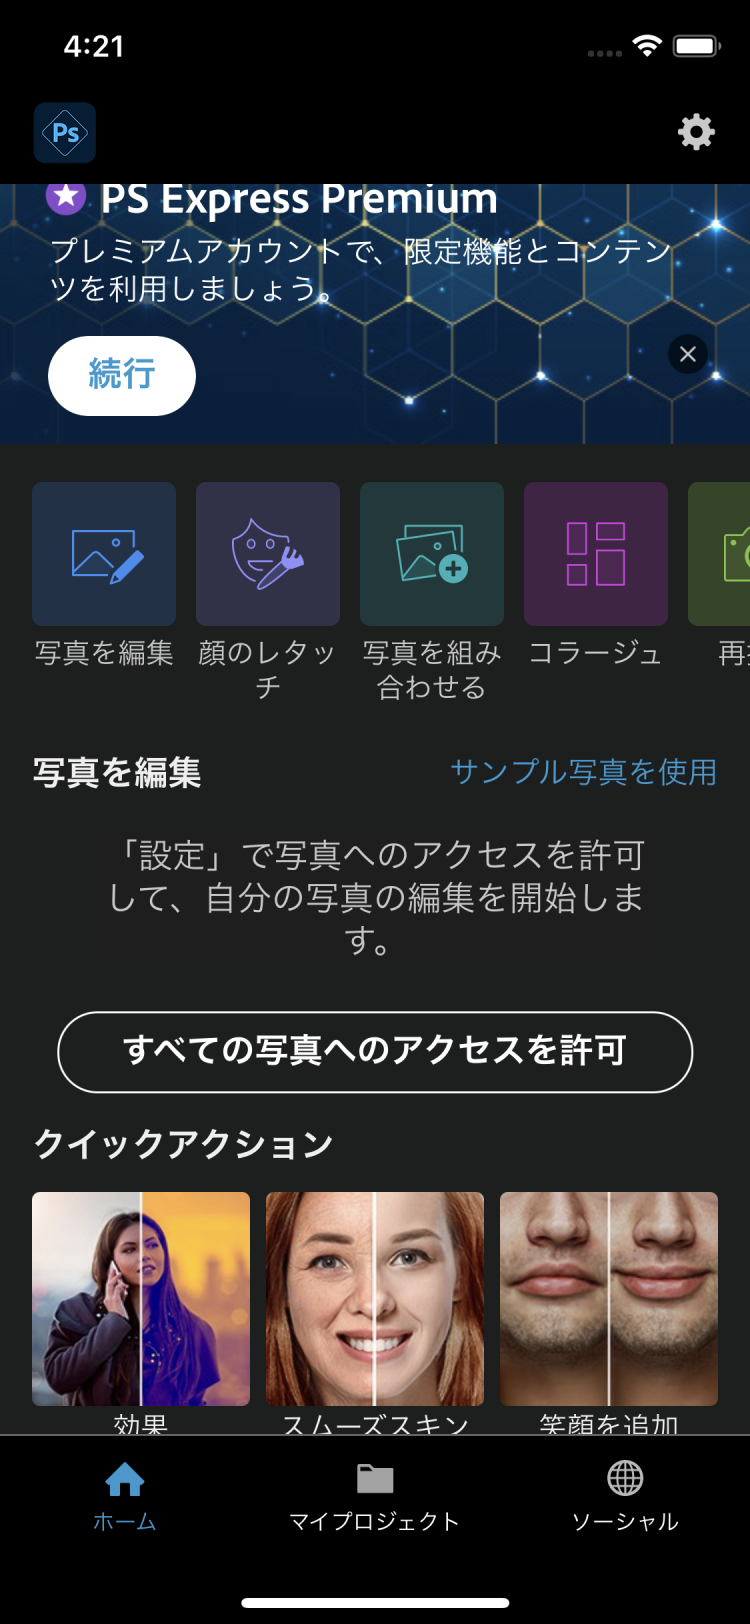 4:21
Ps
PS Express Premium
プレミアムアカウントで、限定機能とコンテン
ツを利用しましょう。
続行
写真を編集
顔のレタッ
チ
写真を組み
合わせる
コラージュ
再
写真を編集
サンプル写真を使用
「設定」で写真へのアクセスを許可
して、自分の写真の編集を開始しま
す。
すべての写真へのアクセスを許可
クイックアクション
効果
スムーズスキン
笑顔を追加
ホーム
マイプロジェクト
ソーシャル